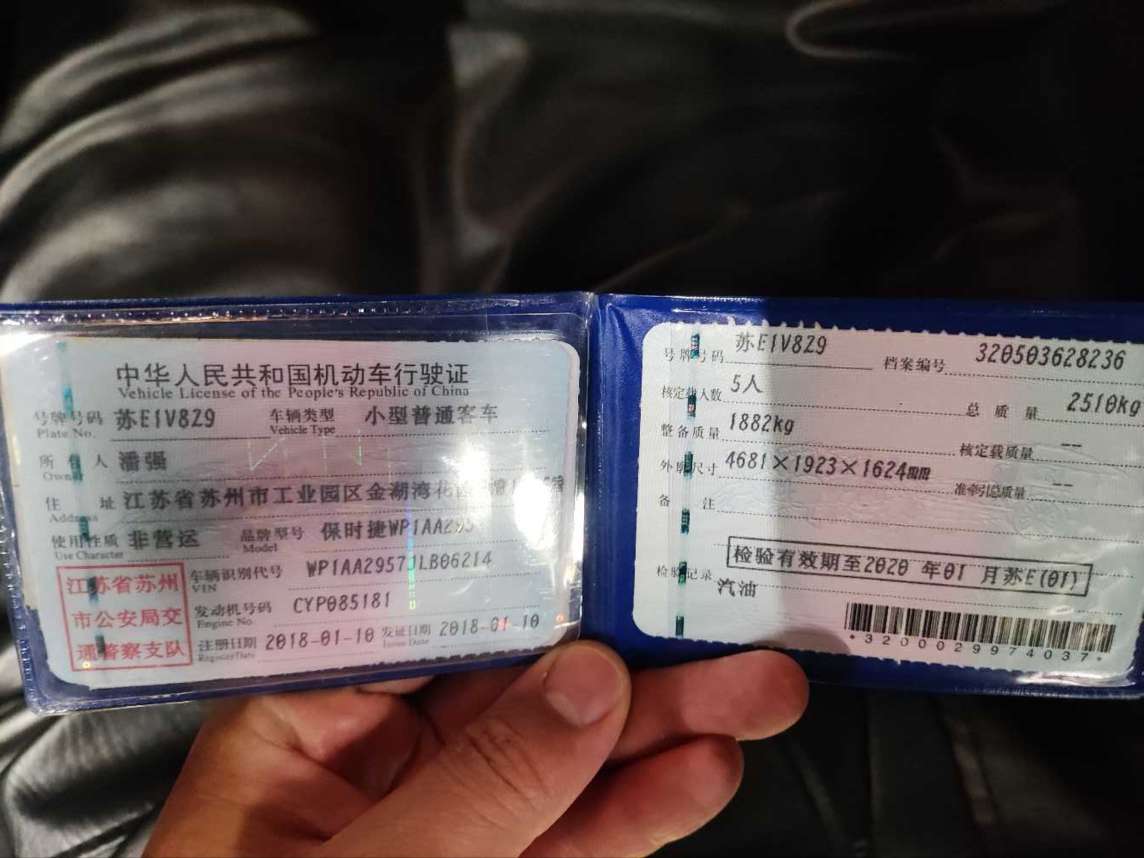 中华人民共和国机动车行驶证
Vehicle License of the People's Republic of China
号牌号码 苏E1V8Z9 车辆类型 小型普通客车
Plate No. Vehicle Type
所 人 潘强
Owner
住 址 江苏省苏州市工业园区金湖湾花
Address
使用性质 非营运 品牌型号 保时捷WP1AA295
Use Character Model
江苏省苏州
市公安局交
通警察支队
车辆识别代号 WP1AA2957JLB06214
VIN
发动机号码 CYP085181
Engine No.
注册日期 2018-01-10 发证日期 2018-01-10
Register Date Issue Date
号牌号码 苏E1V8Z9 档案编号 320503628236
核定载人数 5人 总质量 2510kg
整备质量 1882kg 核定载质量 --
外廓尺寸 4681×1923×1624mm 准牵引总质量 --
备 注
检验有效期至2020 年01 月苏E(01)
检验记录
汽油
*3200029974037*